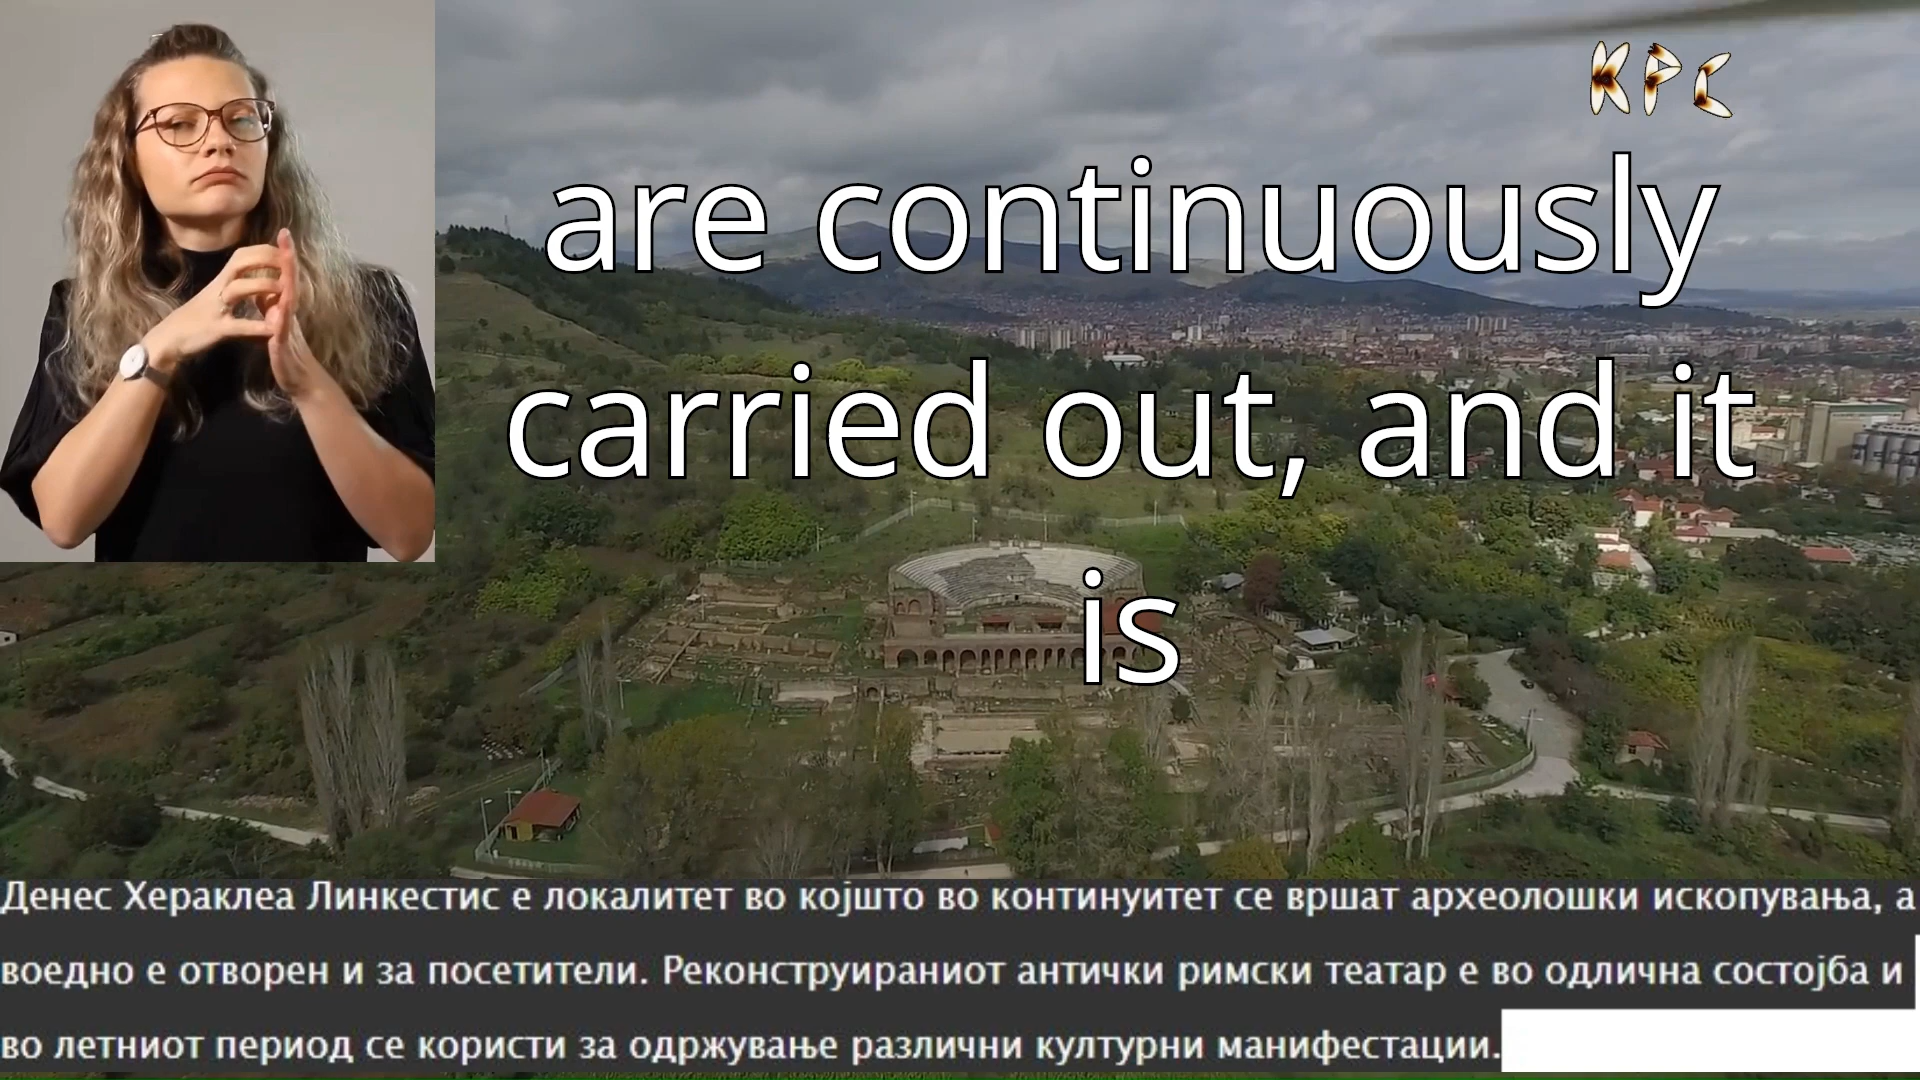 KPC
are continuously
carried out, and it
is
Денес Хераклеа Линкестис е локалитет во којшто во континуитет се вршат археолошки ископувања, а
воедно е отворен и за посетители. Реконструираниот антички римски театар е во одлична состојба и
во летниот период се користи за одржување различни културни манифестации.